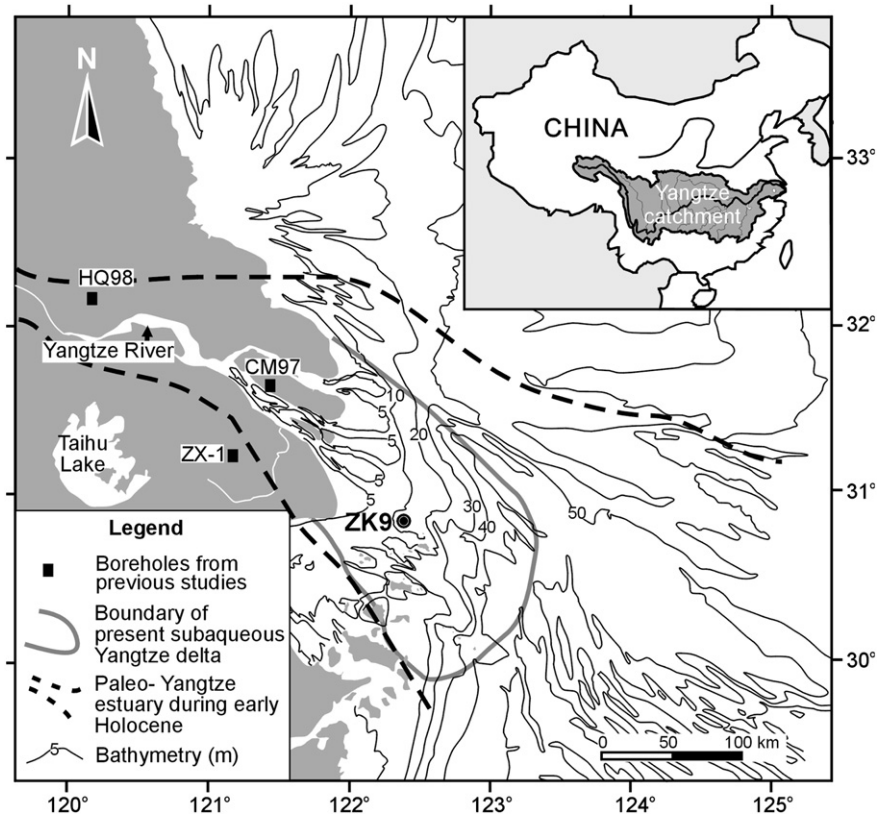 N
CHINA
Yangtze
catchment
33°
32°
31°
30°
HQ98
Yangtze River
CM97
Taihu
Lake
ZX-1
ZK9
10
5
20
5
5
5
30
40
50
Legend
Boreholes from
previous studies
Boundary of
present subaqueous
Yangtze delta
Paleo- Yangtze
estuary during early
Holocene
5
Bathymetry (m)
0 50 100 km
120° 121° 122° 123° 124° 125°